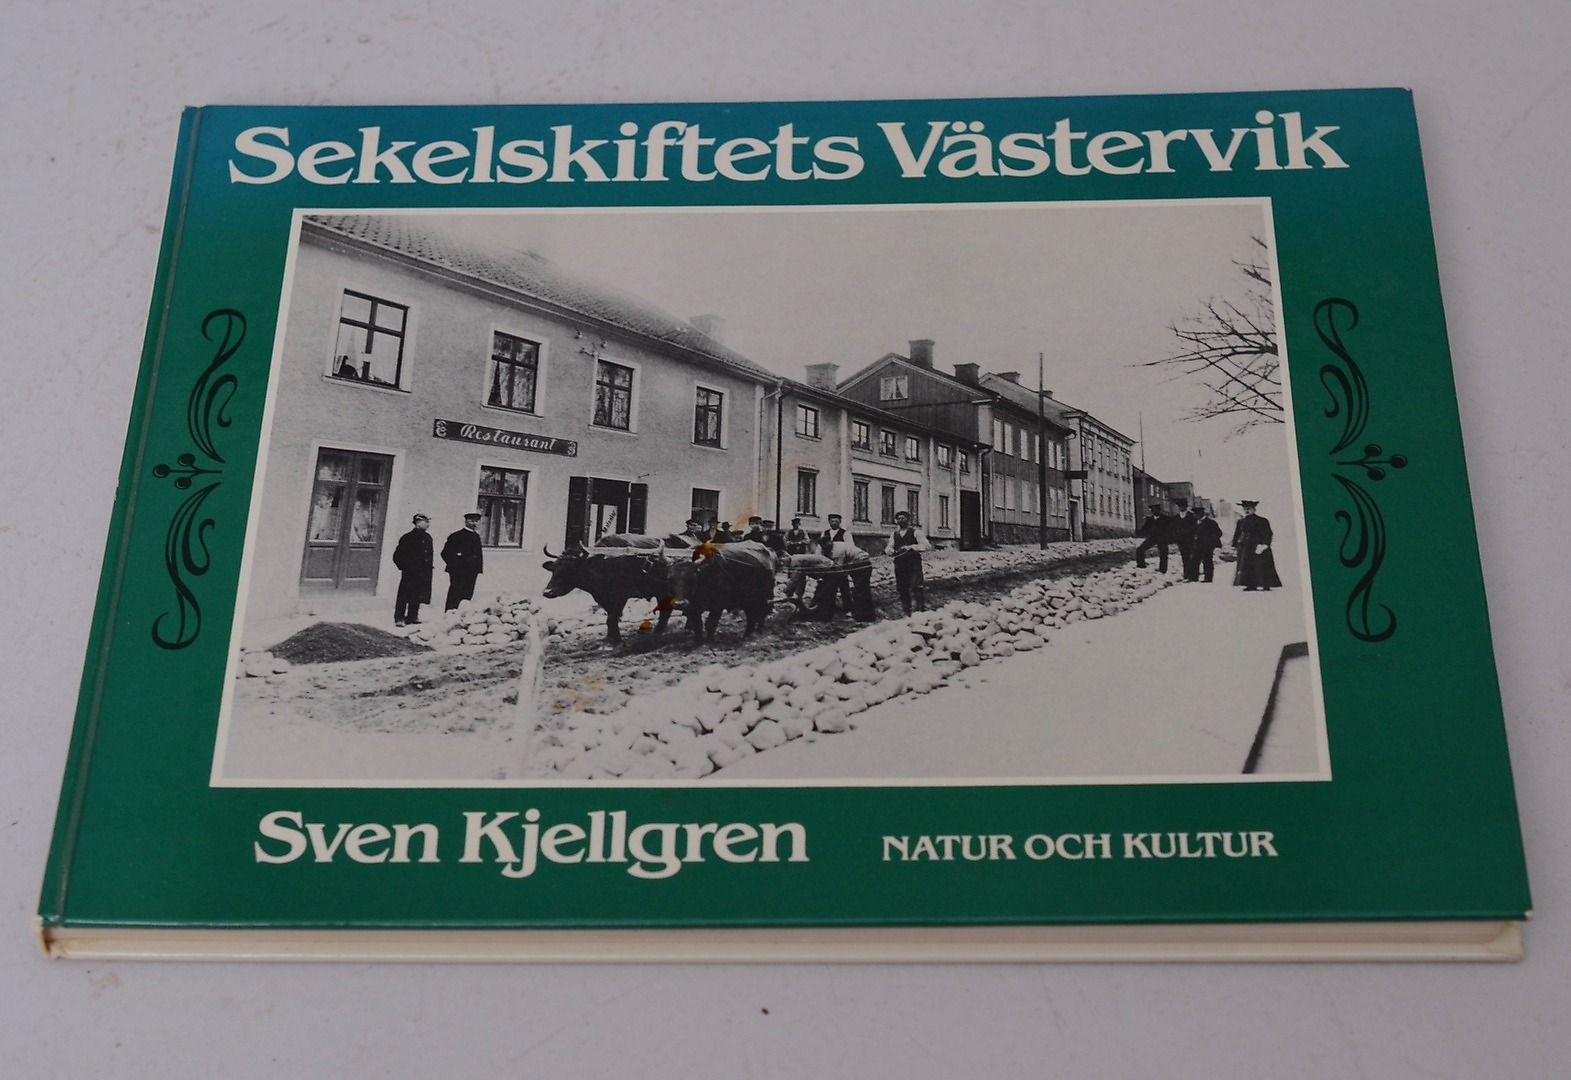 Sekelskiftets Västervik
Restaurant
Sven Kjellgren NATUR OCH KULTUR